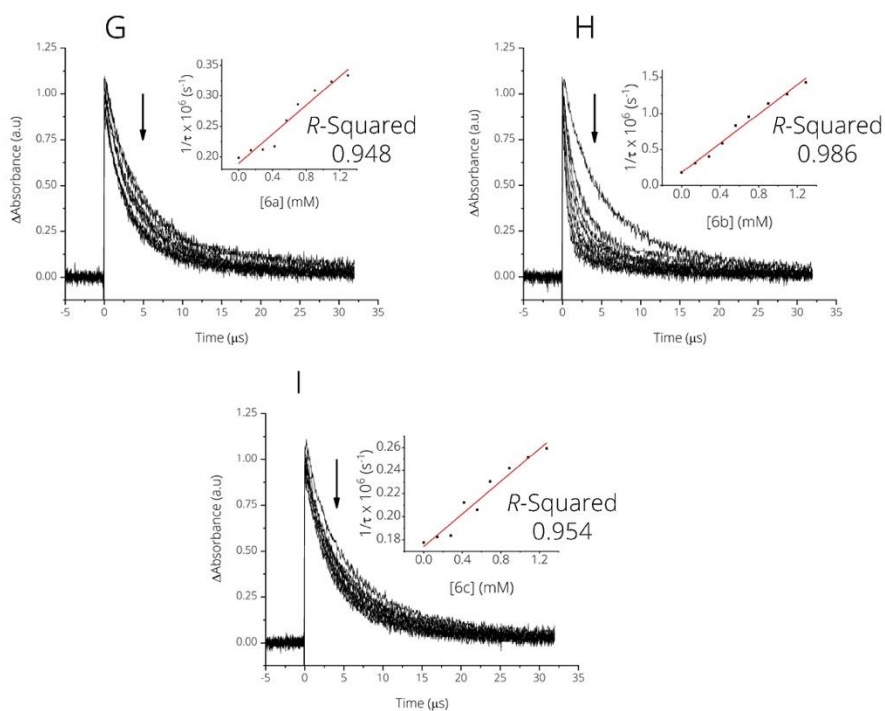 G
1.25
1.00
0.75
0.50
0.25
0.00
ΔAbsorbance (a.u)
-5 0 5 10 15 20 25 30 35
Time (μs)
0.35
0.30
0.25
0.20
1/τ x 10⁶ (s⁻¹)
0.0 0.4 0.8 1.2
[6a] (mM)
R-Squared
0.948
H
1.25
1.00
0.75
0.50
0.25
0.00
ΔAbsorbance (a.u)
-5 0 5 10 15 20 25 30 35
Time (μs)
1.5
1.0
0.5
0.0
1/τ x 10⁶ (s⁻¹)
0.0 0.4 0.8 1.2
[6b] (mM)
R-Squared
0.986
I
1.25
1.00
0.75
0.50
0.25
0.00
ΔAbsorbance (a.u)
-5 0 5 10 15 20 25 30 35
Time (μs)
0.26
0.24
0.22
0.20
0.18
1/τ x 10⁶ (s⁻¹)
0.0 0.4 0.8 1.2
[6c] (mM)
R-Squared
0.954